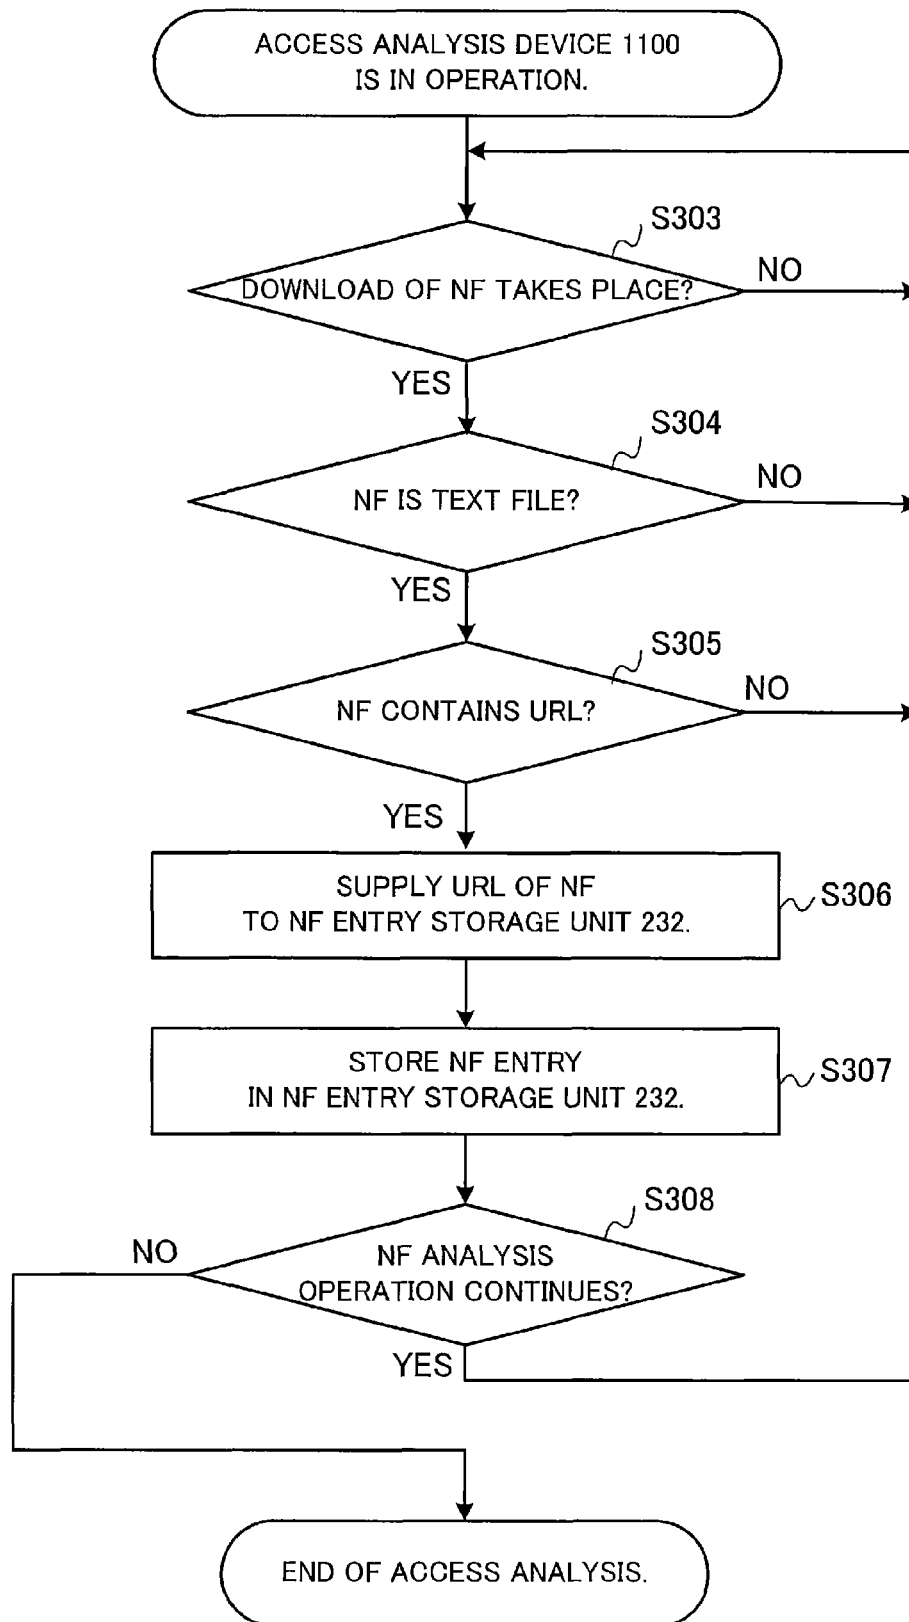 ACCESS ANALYSIS DEVICE 1100
IS IN OPERATION.
S303
DOWNLOAD OF NF TAKES PLACE?
NO
YES
S304
NF IS TEXT FILE?
NO
YES
S305
NF CONTAINS URL?
NO
YES
SUPPLY URL OF NF
TO NF ENTRY STORAGE UNIT 232.
S306
STORE NF ENTRY
IN NF ENTRY STORAGE UNIT 232.
S307
S308
NO
NF ANALYSIS
OPERATION CONTINUES?
YES
END OF ACCESS ANALYSIS.